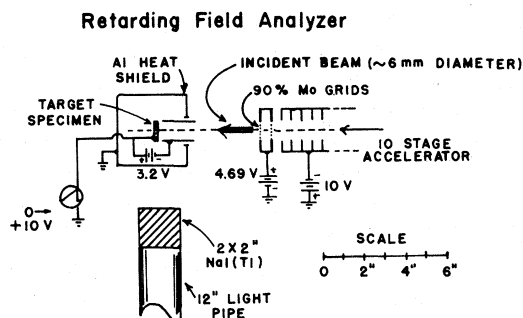 Retarding Field Analyzer
Al HEAT
SHIELD
INCIDENT BEAM (~6 mm DIAMETER)
90% Mo GRIDS
TARGET
SPECIMEN
10 STAGE
ACCELERATOR
3.2 V
4.69 V
10 V
0→
+10 V
2 X 2"
NaI (Tl)
12" LIGHT
PIPE
SCALE
0 2" 4" 6"